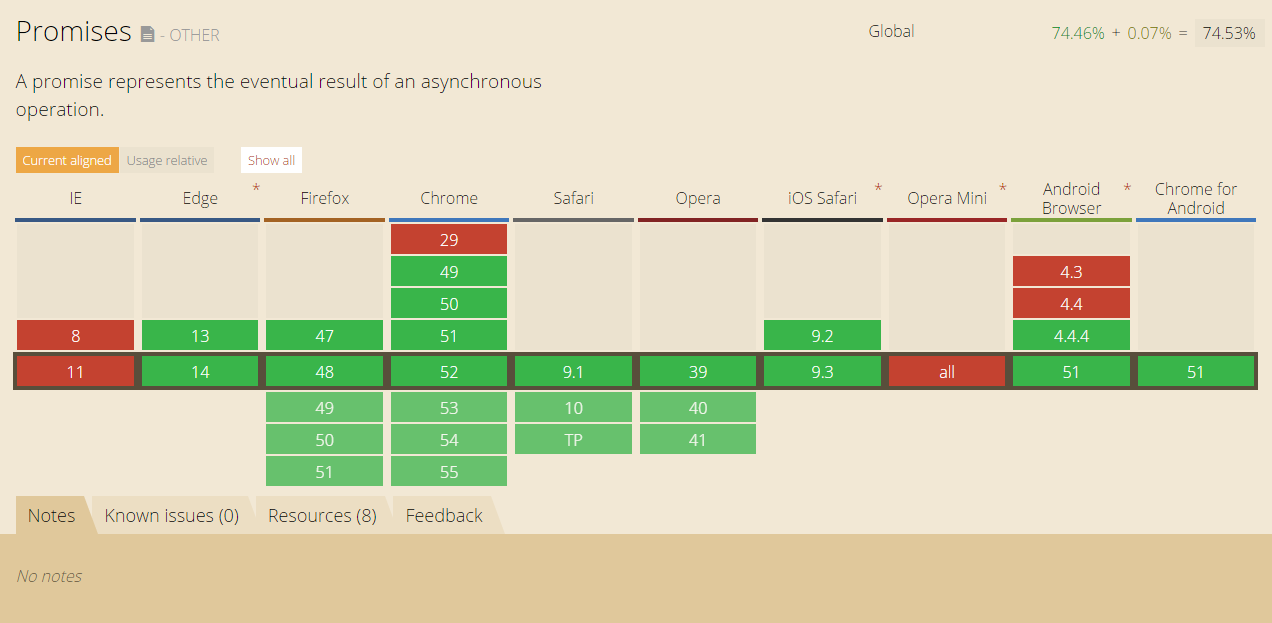 Promises - OTHER
Global 74.46% + 0.07% = 74.53%
A promise represents the eventual result of an asynchronous
operation.
Current aligned Usage relative Show all
IE Edge * Firefox Chrome Safari Opera iOS Safari * Opera Mini * Android Browser * Chrome for Android
29
49 4.3
50 4.4
8 13 47 51 9.2 4.4.4
11 14 48 52 9.1 39 9.3 all 51 51
49 53 10 40
50 54 TP 41
51 55
Notes Known issues (0) Resources (8) Feedback
No notes